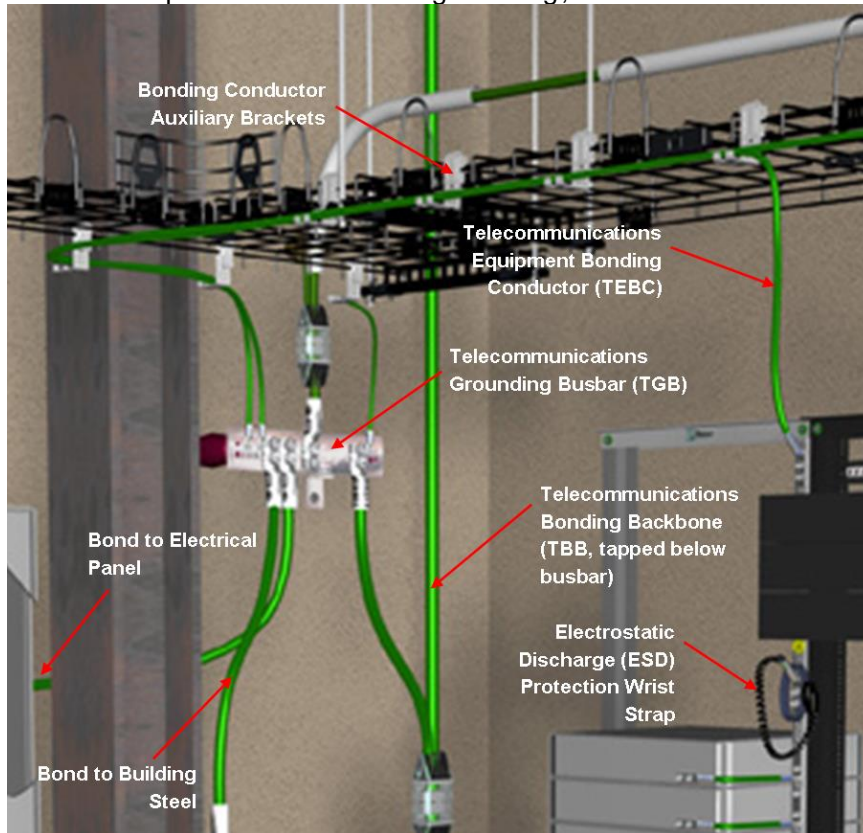 Bonding Conductor
Auxiliary Brackets
Telecommunications
Equipment Bonding
Conductor (TEBC)
Telecommunications
Grounding Busbar (TGB)
Telecommunications
Bonding Backbone
(TBB, tapped below
busbar)
Bond to Electrical
Panel
Electrostatic
Discharge (ESD)
Protection Wrist
Strap
Bond to Building
Steel